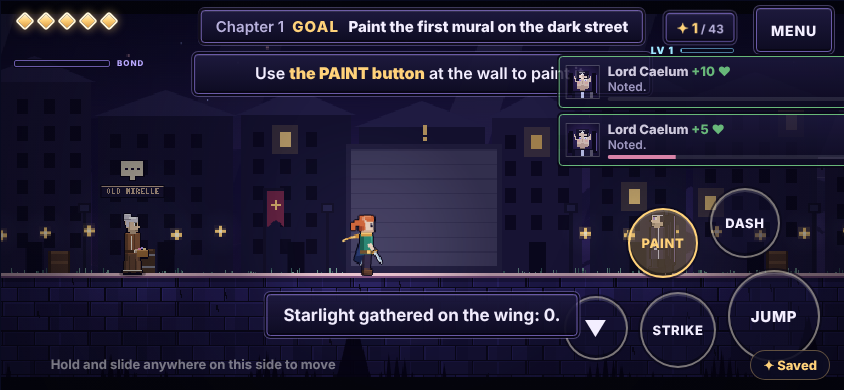 Chapter 1 GOAL Paint the first mural on the dark street
✦ 1 / 43
MENU
LV 1
BOND
Use the PAINT button at the wall to paint
Lord Caelum +10 ♥
Noted.
Lord Caelum +5 ♥
Noted.
!
OLD MIRELLE
DASH
PAINT
Starlight gathered on the wing: 0.
▼
STRIKE
JUMP
Hold and slide anywhere on this side to move
✦ Saved